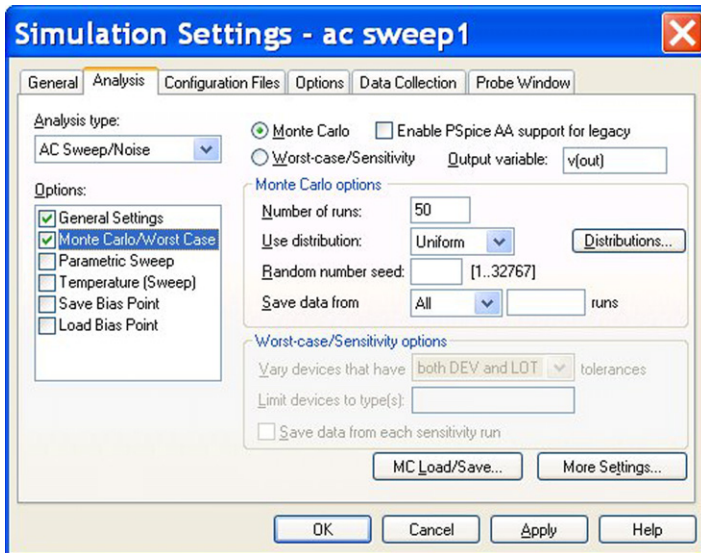 Simulation Settings - ac sweep1
General Analysis Configuration Files Options Data Collection Probe Window
Analysis type:
AC Sweep/Noise
Options:
General Settings
Monte Carlo/Worst Case
Parametric Sweep
Temperature (Sweep)
Save Bias Point
Load Bias Point
Monte Carlo Enable PSpice AA support for legacy
Worst-case/Sensitivity Output variable: v(out)
Monte Carlo options
Number of runs: 50
Use distribution: Uniform Distributions...
Random number seed: [1..32767]
Save data from All runs
Worst-case/Sensitivity options
Vary devices that have both DEV and LOT tolerances
Limit devices to type(s):
Save data from each sensitivity run
MC Load/Save... More Settings...
OK Cancel Apply Help